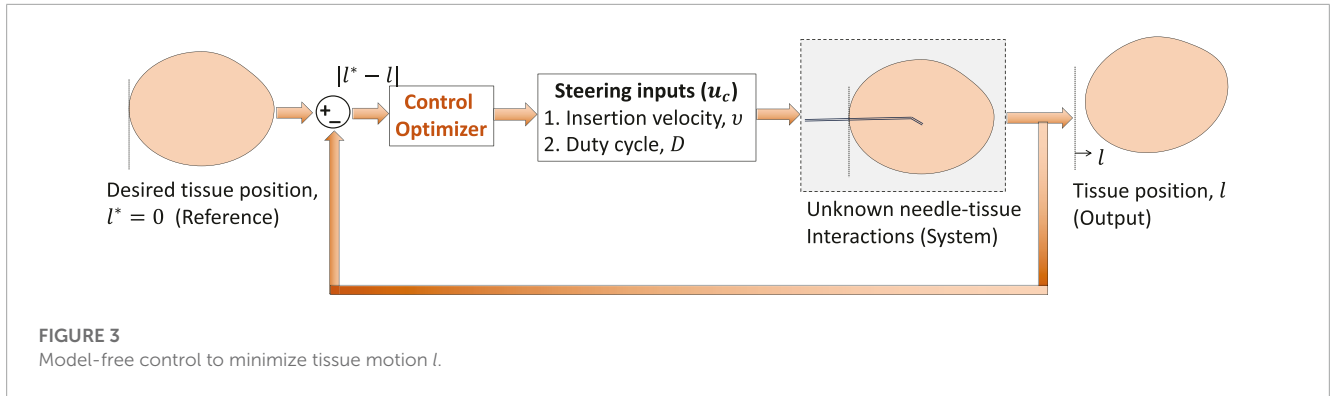 |l* − l|
+
−
Control
Optimizer
Steering inputs (u_c)
1. Insertion velocity, υ
2. Duty cycle, D
l
Desired tissue position,
l* = 0 (Reference)
Unknown needle-tissue
Interactions (System)
Tissue position, l
(Output)
FIGURE 3
Model-free control to minimize tissue motion l.